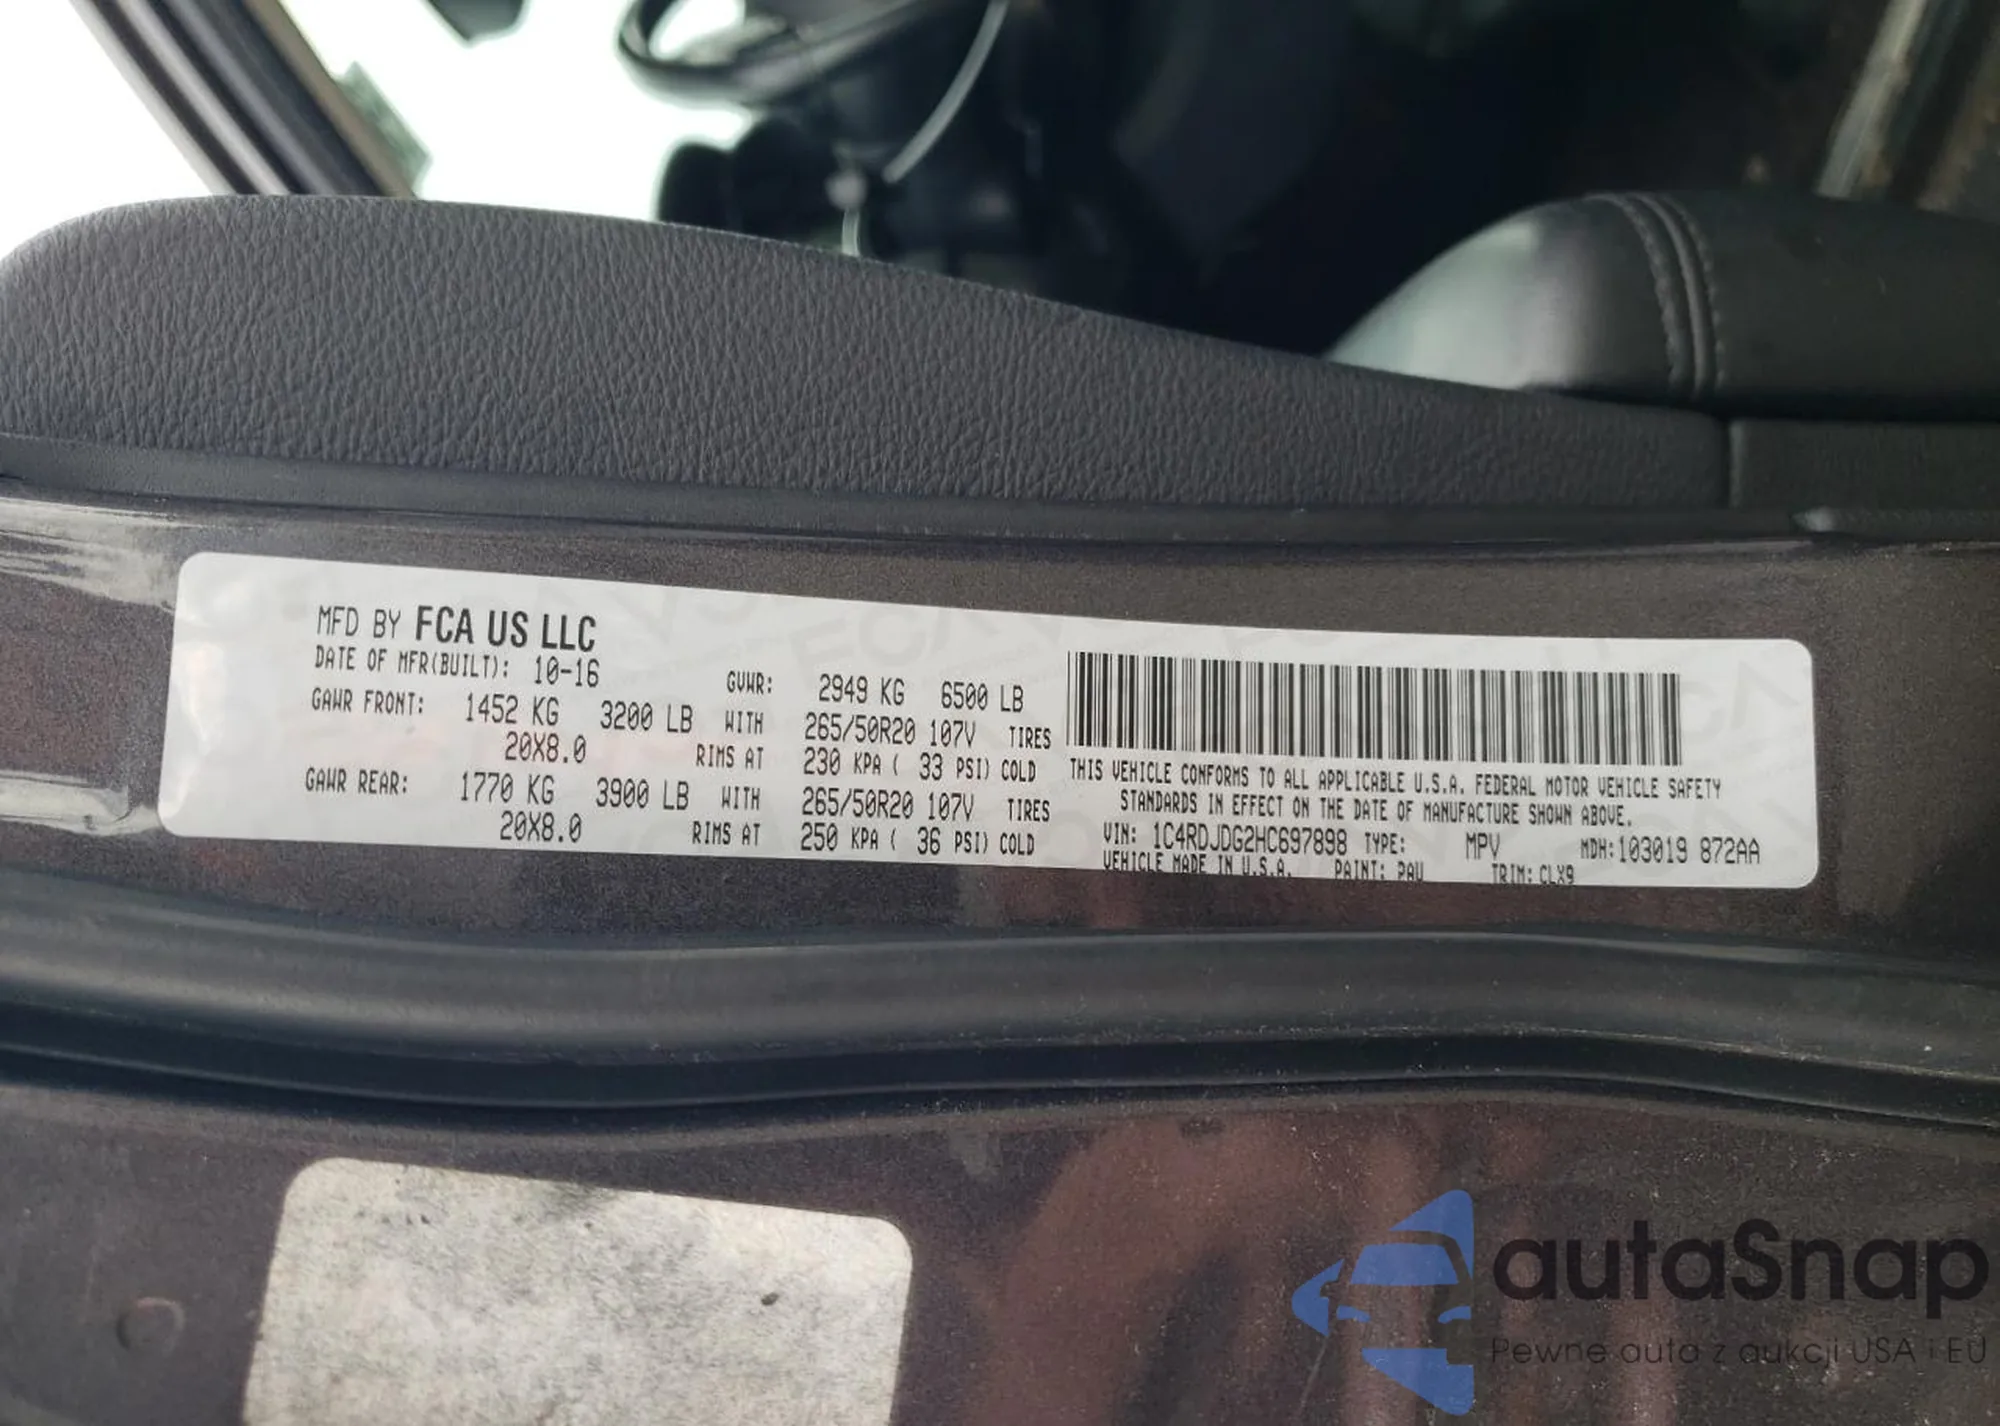 MFD BY FCA US LLC
DATE OF MFR(BUILT): 10-16
GVWR: 2949 KG 6500 LB
GAWR FRONT: 1452 KG 3200 LB WITH 265/50R20 107V TIRES
20X8.0 RIMS AT 230 KPA ( 33 PSI) COLD
GAWR REAR: 1770 KG 3900 LB WITH 265/50R20 107V TIRES
20X8.0 RIMS AT 250 KPA ( 36 PSI) COLD
THIS VEHICLE CONFORMS TO ALL APPLICABLE U.S.A. FEDERAL MOTOR VEHICLE SAFETY
STANDARDS IN EFFECT ON THE DATE OF MANUFACTURE SHOWN ABOVE.
VIN: 1C4RDJDG2HC697898 TYPE: MPV MDH:103019 872AA
VEHICLE MADE IN U.S.A. PAINT: PAU TRIM: CLX9
autaSnap
Pewne auta z aukcji USA i EU